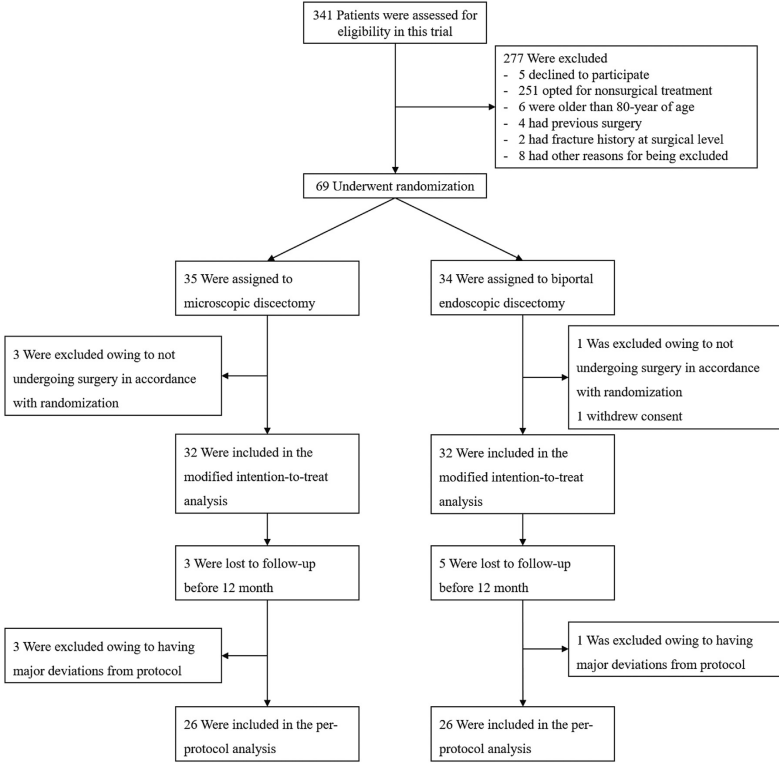 341 Patients were assessed for
eligibility in this trial
277 Were excluded
- 5 declined to participate
- 251 opted for nonsurgical treatment
- 6 were older than 80-year of age
- 4 had previous surgery
- 2 had fracture history at surgical level
- 8 had other reasons for being excluded
69 Underwent randomization
35 Were assigned to
microscopic discectomy
34 Were assigned to biportal
endoscopic discectomy
3 Were excluded owing to not
undergoing surgery in accordance
with randomization
1 Was excluded owing to not
undergoing surgery in accordance
with randomization
1 withdrew consent
32 Were included in the
modified intention-to-treat
analysis
32 Were included in the
modified intention-to-treat
analysis
3 Were lost to follow-up
before 12 month
5 Were lost to follow-up
before 12 month
3 Were excluded owing to having
major deviations from protocol
1 Was excluded owing to having
major deviations from protocol
26 Were included in the per-
protocol analysis
26 Were included in the per-
protocol analysis